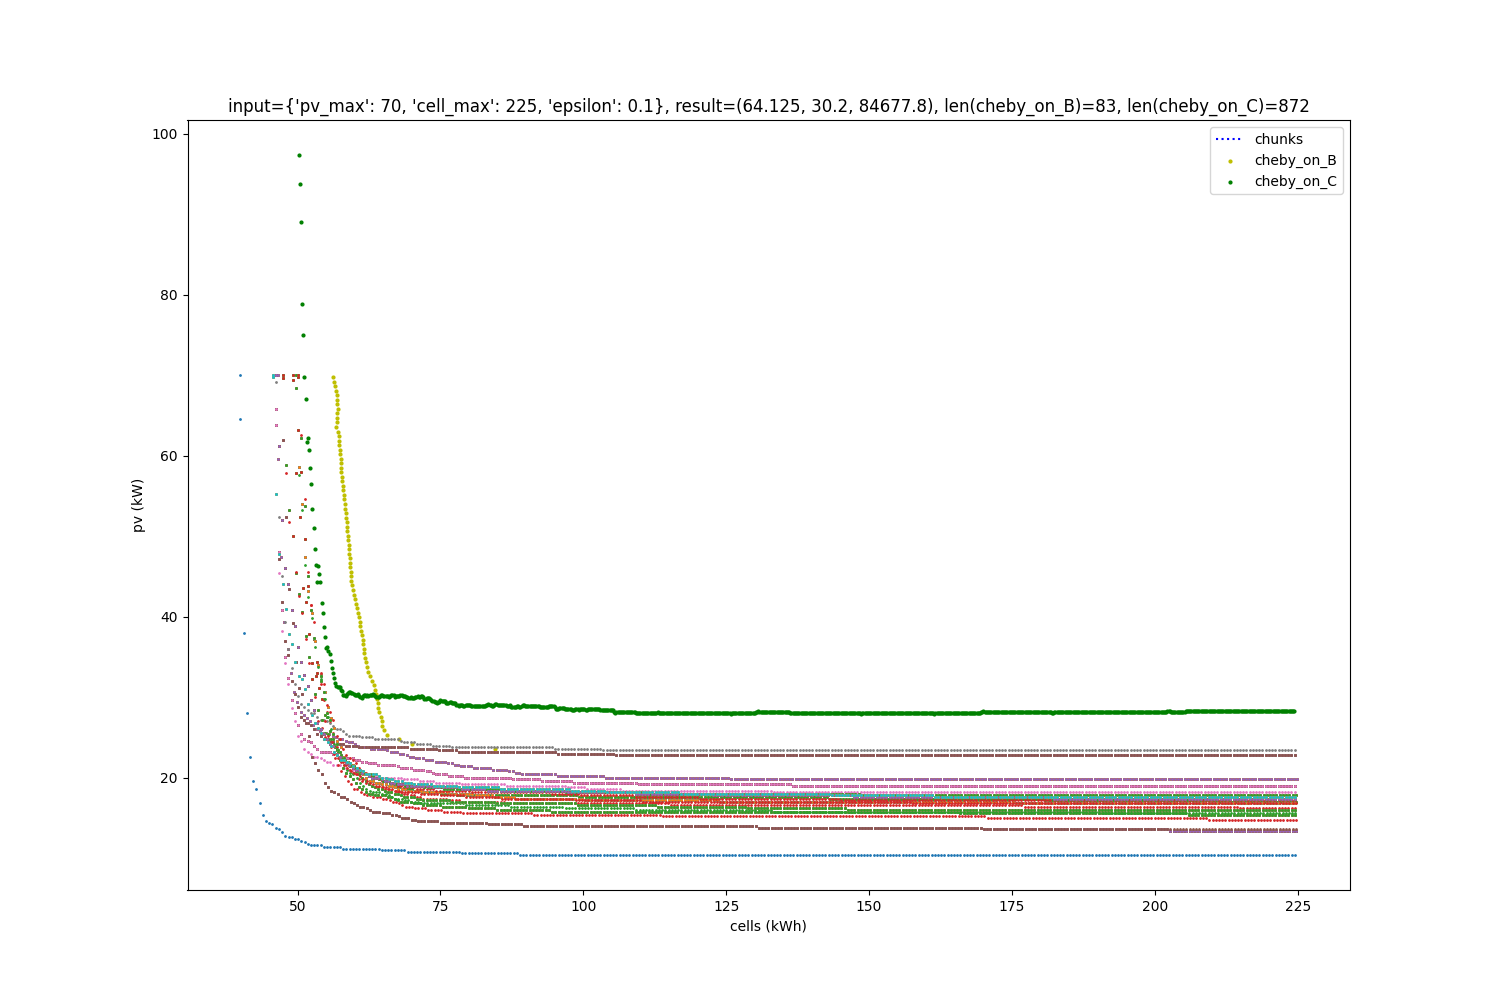 input={'pv_max': 70, 'cell_max': 225, 'epsilon': 0.1}, result=(64.125, 30.2, 84677.8), len(cheby_on_B)=83, len(cheby_on_C)=872
chunks
cheby_on_B
cheby_on_C
100
80
60
40
20
pv (kW)
50
75
100
125
150
175
200
225
cells (kWh)